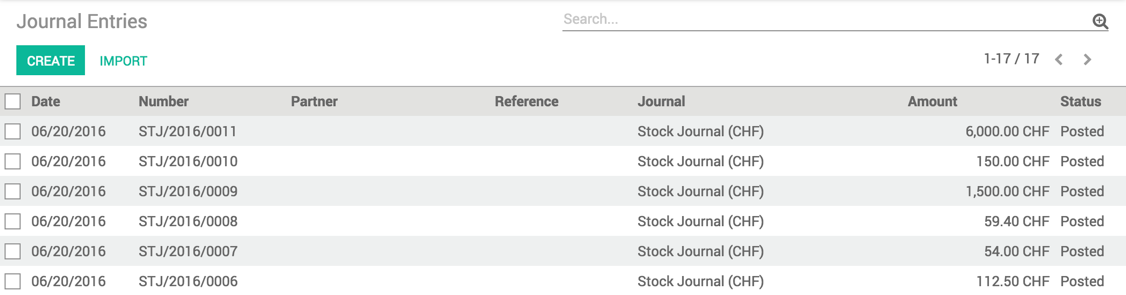 Journal Entries
Search...
CREATE IMPORT
1-17 / 17
Date Number Partner Reference Journal Amount Status
06/20/2016 STJ/2016/0011 Stock Journal (CHF) 6,000.00 CHF Posted
06/20/2016 STJ/2016/0010 Stock Journal (CHF) 150.00 CHF Posted
06/20/2016 STJ/2016/0009 Stock Journal (CHF) 1,500.00 CHF Posted
06/20/2016 STJ/2016/0008 Stock Journal (CHF) 59.40 CHF Posted
06/20/2016 STJ/2016/0007 Stock Journal (CHF) 54.00 CHF Posted
06/20/2016 STJ/2016/0006 Stock Journal (CHF) 112.50 CHF Posted